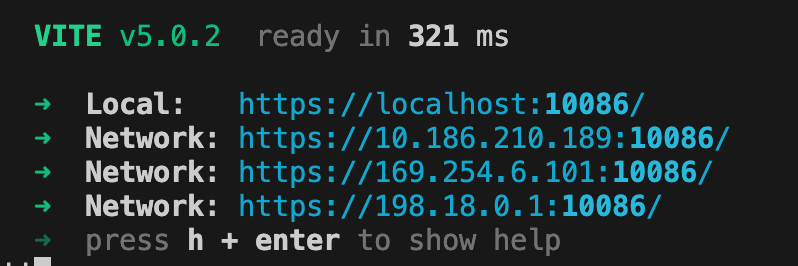 VITE v5.0.2 ready in 321 ms
➜ Local: https://localhost:10086/
➜ Network: https://10.186.210.189:10086/
➜ Network: https://169.254.6.101:10086/
➜ Network: https://198.18.0.1:10086/
➜ press h + enter to show help